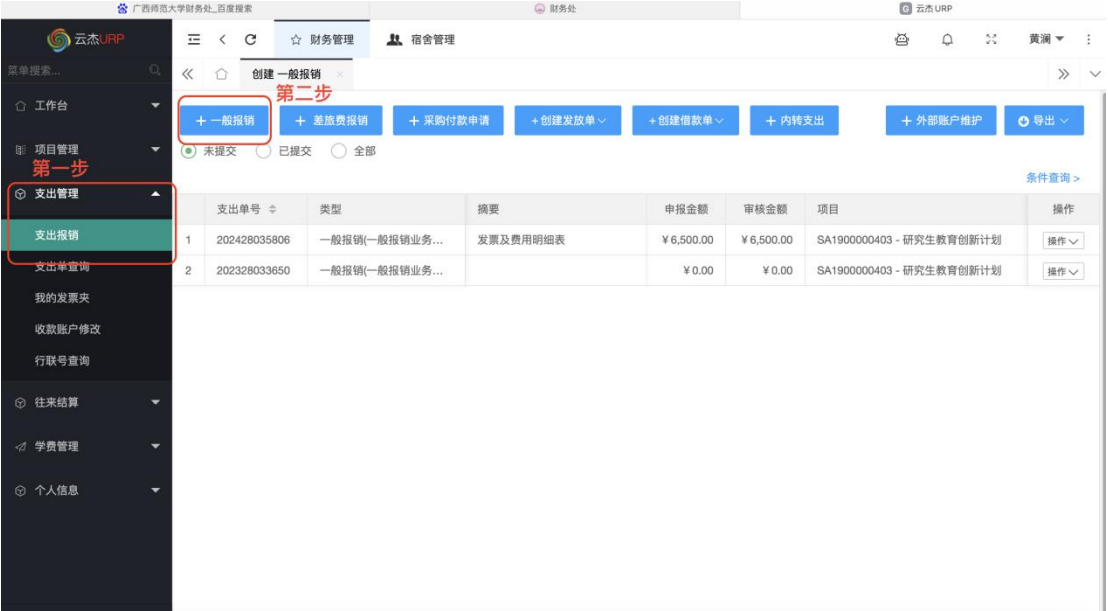 广西师范大学财务处_百度搜索
财务处
云杰 URP
云杰URP
财务管理
宿舍管理
黄澜
菜单搜索...
创建 一般报销
第二步
工作台
一般报销
差旅费报销
采购付款申请
+创建发放单
+创建借款单
内转支出
外部账户维护
导出
未提交
已提交
全部
项目管理
第一步
条件查询 >
支出管理
支出单号
类型
摘要
申报金额
审核金额
项目
操作
支出报销
1 202428035806 一般报销(一般报销业务... 发票及费用明细表 ¥6,500.00 ¥6,500.00 SA1900000403 - 研究生教育创新计划 操作
支出单查询
2 202328033650 一般报销(一般报销业务... ¥0.00 ¥0.00 SA1900000403 - 研究生教育创新计划 操作
我的发票夹
收款账户修改
行联号查询
往来结算
学费管理
个人信息